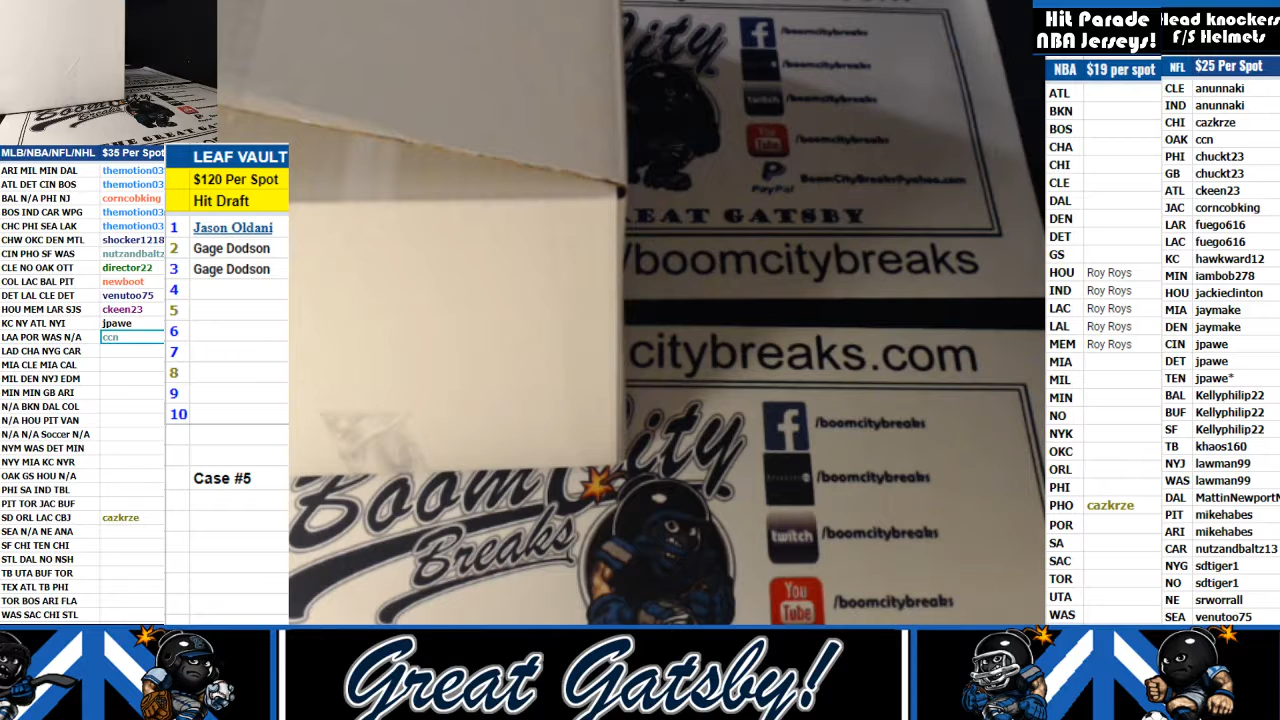 MLB/NBA/NFL/NHL $35 Per Spot
ARI MIL MIN DAL themotion03
ATL DET CIN BOS themotion03
BAL N/A PHI NJ corncobking
BOS IND CAR WPG themotion03
CHC PHI SEA LAK themotion03
CHW OKC DEN MTL shocker1218
CIN PHO SF WAS nutzandbaltz
CLE NO OAK OTT director22
COL LAC BAL PIT newboot
DET LAL CLE DET venutoo75
HOU MEM LAR SJS ckeen23
KC NY ATL NYI jpawe
LAA POR WAS N/A ccn
LAD CHA NYG CAR
MIA CLE MIA CAL
MIL DEN NYJ EDM
MIN MIN GB ARI
N/A BKN DAL COL
N/A HOU PIT VAN
N/A N/A Soccer N/A
NYM WAS DET MIN
NYY MIA KC NYR
OAK GS HOU N/A
PHI SA IND TBL
PIT TOR JAC BUF
SD ORL LAC CBJ cazkrze
SEA N/A NE ANA
SF CHI TEN CHI
STL DAL NO NSH
TB UTA BUF TOR
TEX ATL TB PHI
TOR BOS ARI FLA
WAS SAC CHI STL
LEAF VAULT
$120 Per Spot
Hit Draft
1 Jason Oldani
2 Gage Dodson
3 Gage Dodson
4
5
6
7
8
9
10
Case #5
/boomcitybreaks
/boomcitybreaks
twitch /boomcitybreaks
You Tube /boomcitybreaks
PayPal BoomCityBreaks@yahoo.com
EAT GATSBY
/boomcitybreaks
citybreaks.com
BoomCity
Breaks
/boomcitybreaks
/boomcitybreaks
twitch /boomcitybreaks
You Tube /boomcitybreaks
Hit Parade
NBA Jerseys!
NBA $19 per spot
ATL
BKN
BOS
CHA
CHI
CLE
DAL
DEN
DET
GS
HOU Roy Roys
IND Roy Roys
LAC Roy Roys
LAL Roy Roys
MEM Roy Roys
MIA
MIL
MIN
NO
NYK
OKC
ORL
PHI
PHO cazkrze
POR
SA
SAC
TOR
UTA
WAS
Head knockers
F/S Helmets
NFL $25 Per Spot
CLE anunnaki
IND anunnaki
CHI cazkrze
OAK ccn
PHI chuckt23
GB chuckt23
ATL ckeen23
JAC corncobking
LAR fuego616
LAC fuego616
KC hawkward12
MIN iambob278
HOU jackieclinton
MIA jaymake
DEN jaymake
CIN jpawe
DET jpawe
TEN jpawe*
BAL Kellyphilip22
BUF Kellyphilip22
SF Kellyphilip22
TB khaos160
NYJ lawman99
WAS lawman99
DAL MattinNewportN
PIT mikehabes
ARI mikehabes
CAR nutzandbaltz13
NYG sdtiger1
NO sdtiger1
NE srworrall
SEA venutoo75
Great Gatsby!